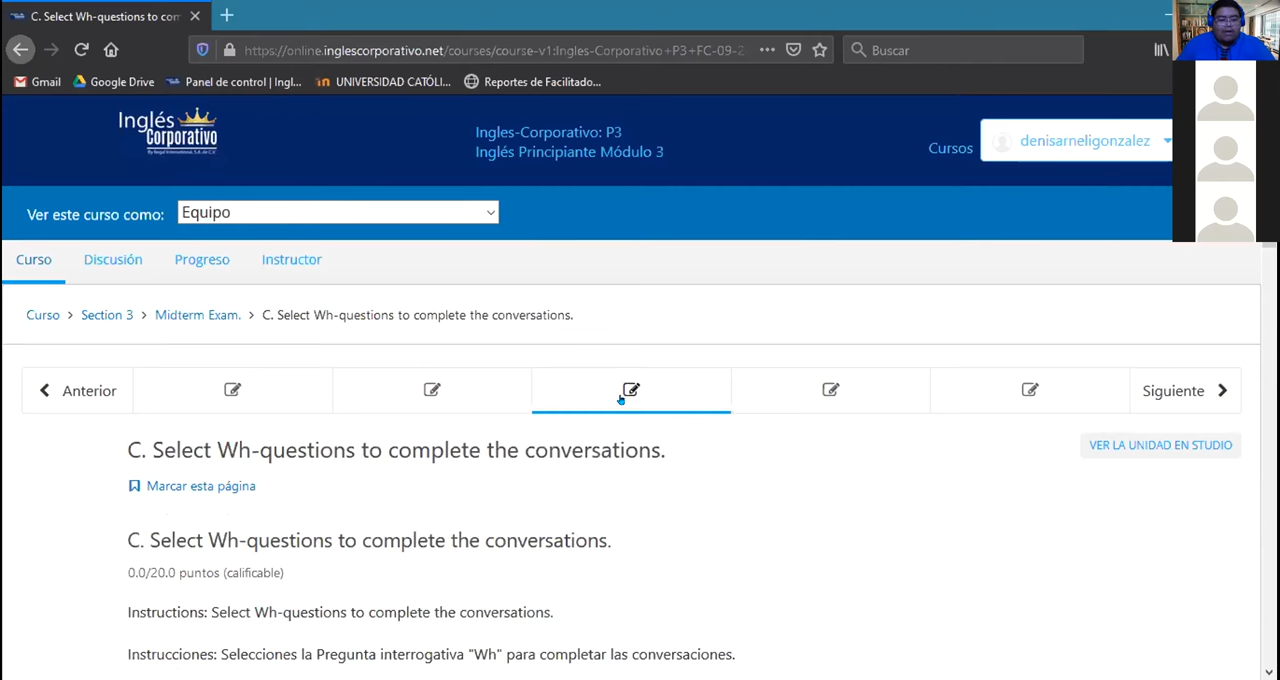 C. Select Wh-questions to com
https://online.inglescorporativo.net/courses/course-v1:Ingles-Corporativo+P3+FC-09-2
Buscar
Gmail
Google Drive
Panel de control | Ingl...
UNIVERSIDAD CATÓLI...
Reportes de Facilitado...
Inglés
Corporativo
Ingles-Corporativo: P3
Inglés Principiante Módulo 3
Cursos
denisarneligonzalez
Ver este curso como:
Equipo
Curso
Discusión
Progreso
Instructor
Curso > Section 3 > Midterm Exam. > C. Select Wh-questions to complete the conversations.
Anterior
Siguiente
C. Select Wh-questions to complete the conversations.
VER LA UNIDAD EN STUDIO
Marcar esta página
C. Select Wh-questions to complete the conversations.
0.0/20.0 puntos (calificable)
Instructions: Select Wh-questions to complete the conversations.
Instrucciones: Selecciones la Pregunta interrogativa "Wh" para completar las conversaciones.